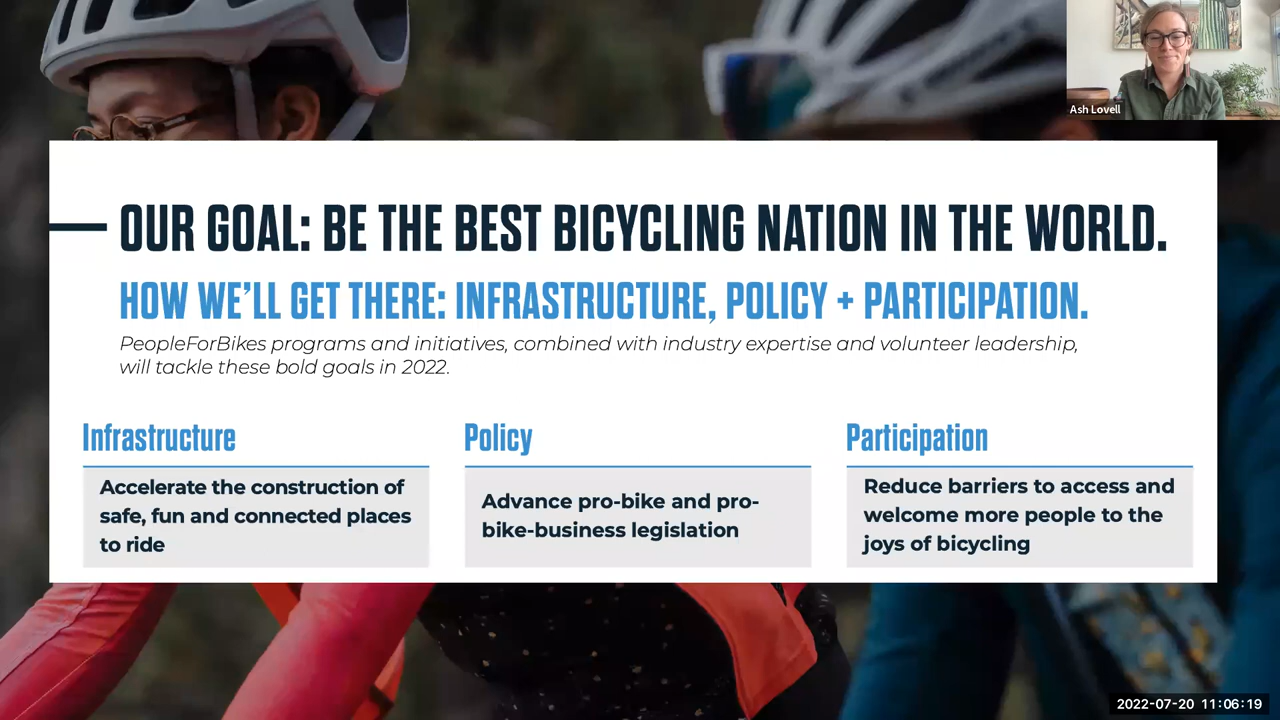 Ash Lovell
OUR GOAL: BE THE BEST BICYCLING NATION IN THE WORLD.
HOW WE'LL GET THERE: INFRASTRUCTURE, POLICY + PARTICIPATION.
PeopleForBikes programs and initiatives, combined with industry expertise and volunteer leadership,
will tackle these bold goals in 2022.
Infrastructure
Accelerate the construction of
safe, fun and connected places
to ride
Policy
Advance pro-bike and pro-
bike-business legislation
Participation
Reduce barriers to access and
welcome more people to the
joys of bicycling
2022-07-20 11:06:19